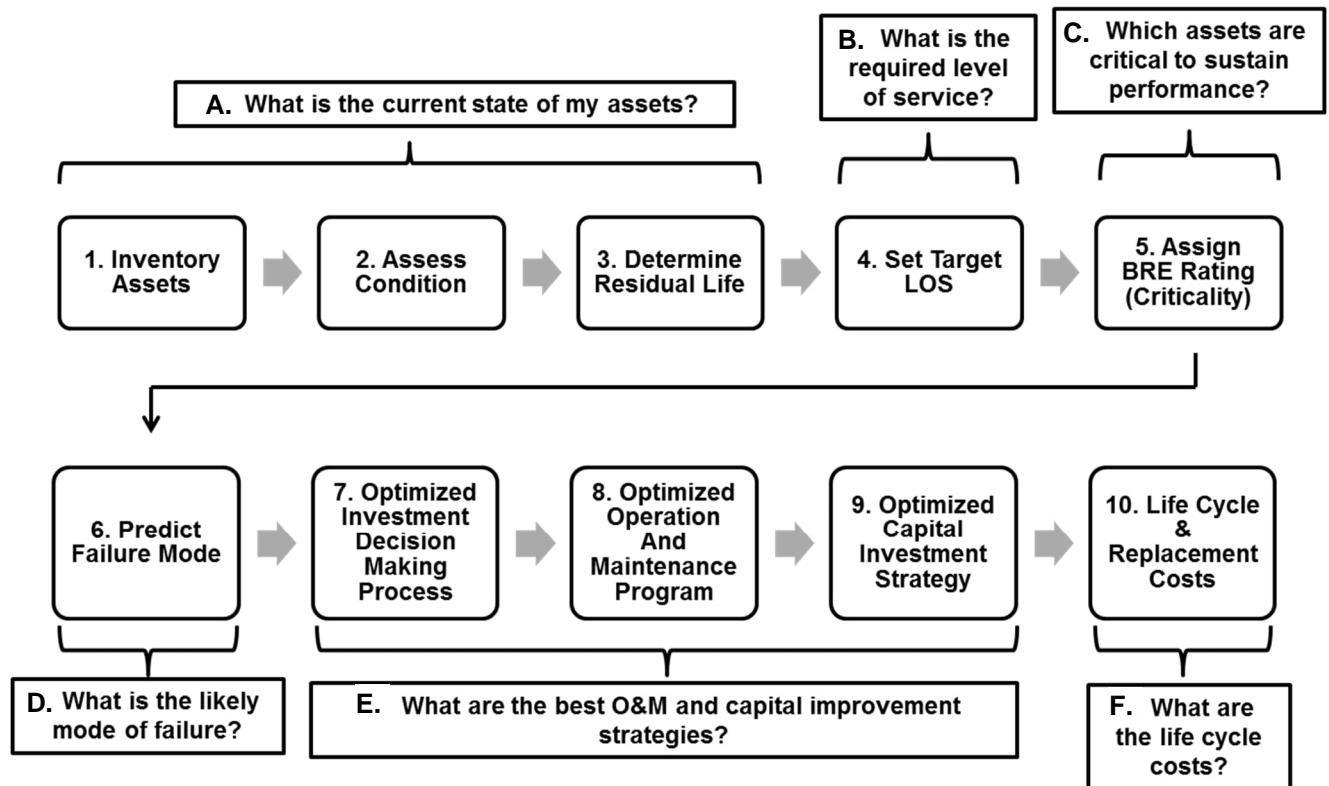 A. What is the current state of my assets?
B. What is the
required level
of service?
C. Which assets are
critical to sustain
performance?
1. Inventory
Assets
2. Assess
Condition
3. Determine
Residual Life
4. Set Target
LOS
5. Assign
BRE Rating
(Criticality)
6. Predict
Failure Mode
7. Optimized
Investment
Decision
Making
Process
8. Optimized
Operation
And
Maintenance
Program
9. Optimized
Capital
Investment
Strategy
10. Life Cycle
&
Replacement
Costs
D. What is the likely
mode of failure?
E. What are the best O&M and capital improvement
strategies?
F. What are
the life cycle
costs?